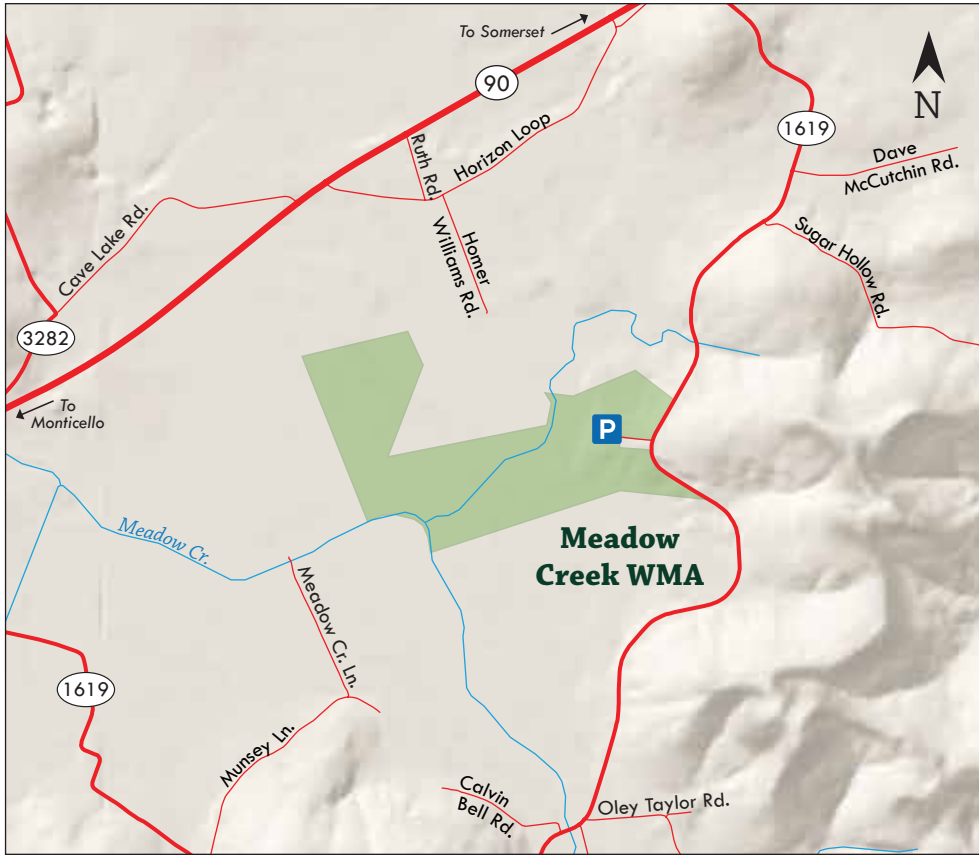 To Somerset
90
N
1619
Ruth Rd.
Horizon Loop
Dave
McCutchin Rd.
Cave Lake Rd.
Homer
Williams Rd.
Sugar Hollow Rd.
3282
To
Monticello
P
Meadow Cr.
Meadow
Creek WMA
Meadow Cr. Ln.
1619
Munsey Ln.
Calvin
Bell Rd.
Oley Taylor Rd.